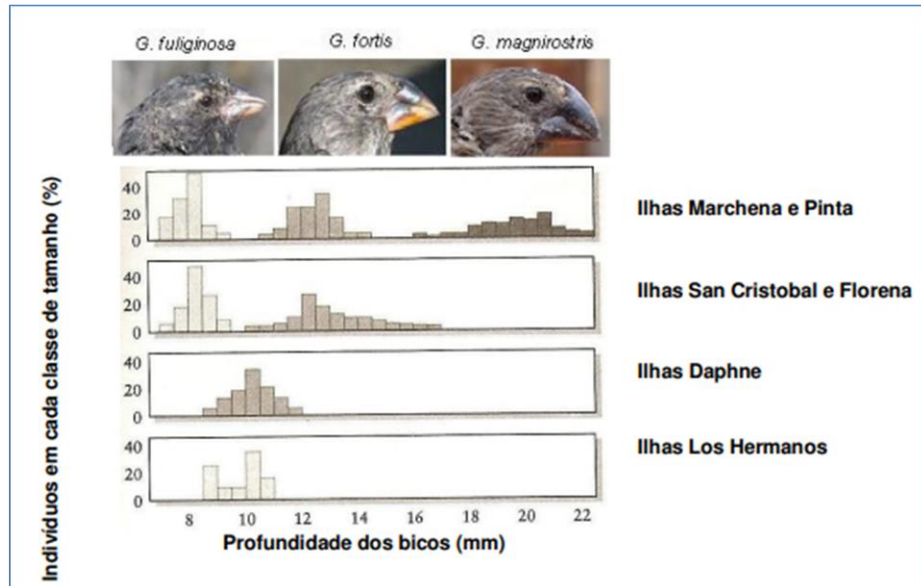 G. fuliginosa G. fortis G. magnirostris
Indivíduos em cada classe de tamanho (%)
40
20
0
Ilhas Marchena e Pinta
40
20
0
Ilhas San Cristobal e Florena
40
20
0
Ilhas Daphne
40
20
0
Ilhas Los Hermanos
8 10 12 14 16 18 20 22
Profundidade dos bicos (mm)